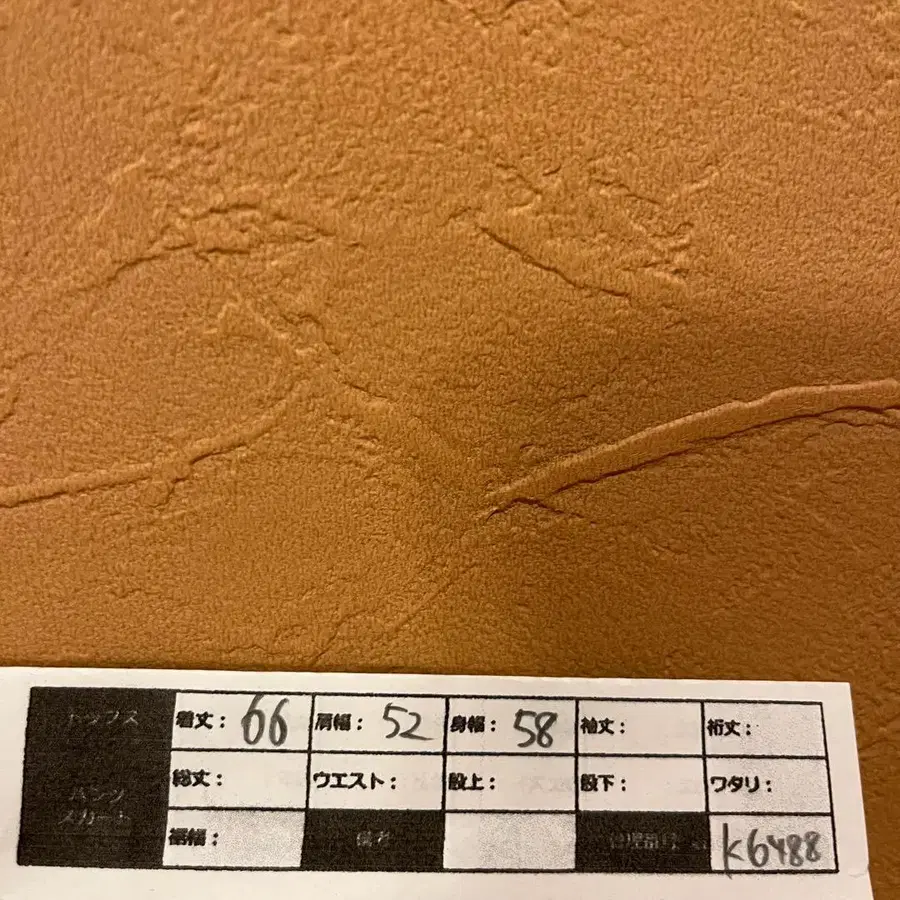 トップス 着丈: 66 肩幅: 52 身幅: 58 袖丈: 裄丈:
パンツ 総丈: ウエスト: 股上: 股下: ワタリ:
スカート 裾幅: 備考 管理番号 k6488